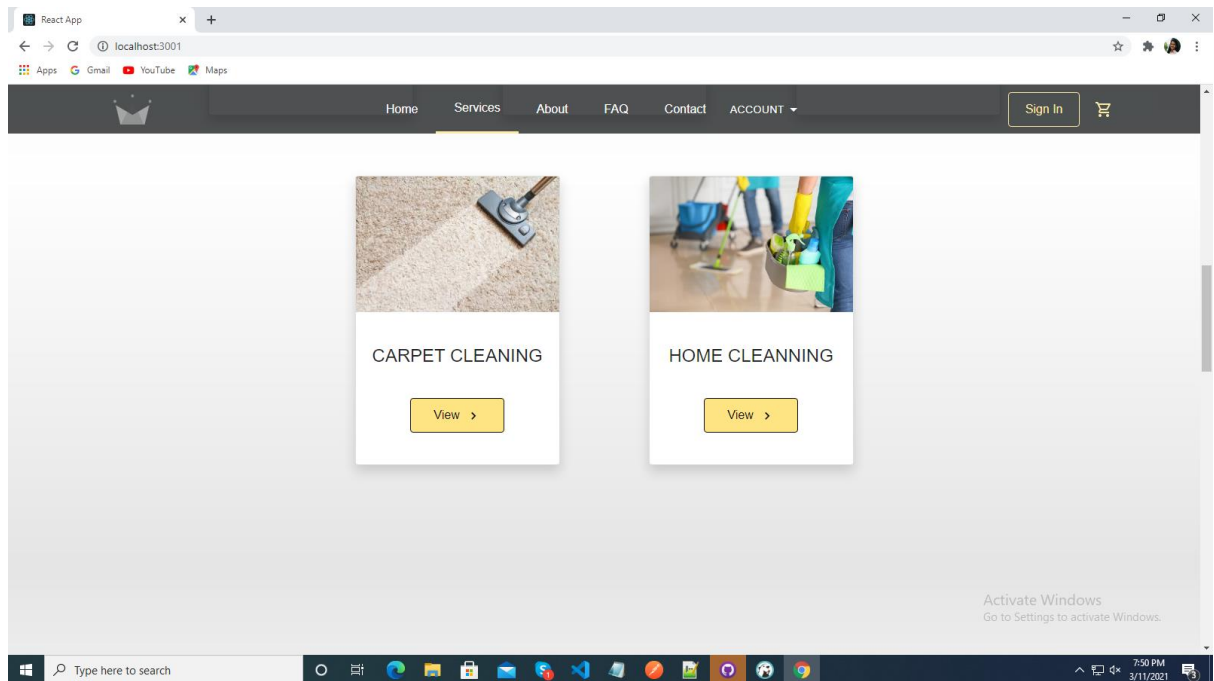 React App
localhost:3001
Apps Gmail YouTube Maps
Home Services About FAQ Contact ACCOUNT Sign In
CARPET CLEANING HOME CLEANNING
View View
Activate Windows
Go to Settings to activate Windows.
Type here to search
7:50 PM
3/11/2021